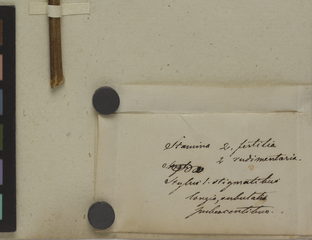 Stamina 2. fertilia
2 rudimentaria.
Stylus 1. stigmatibus
longis, subulatis
pubescentibus.